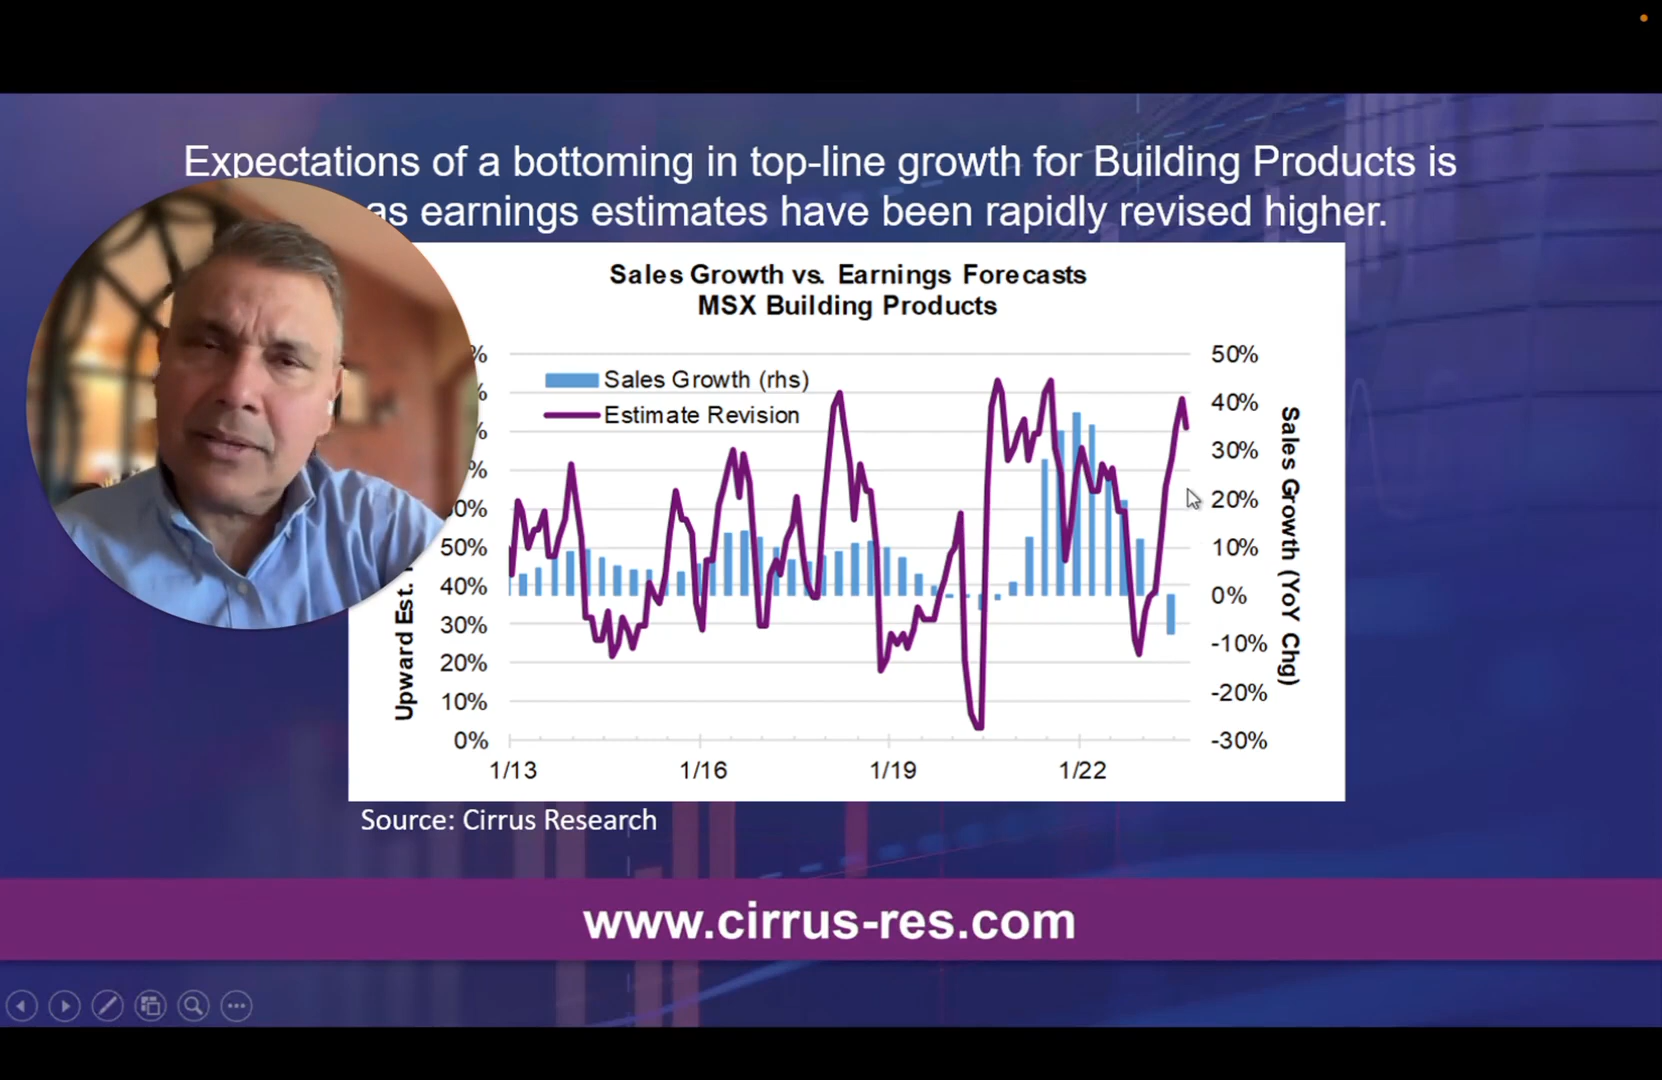 Expectations of a bottoming in top-line growth for Building Products is
as earnings estimates have been rapidly revised higher.
Sales Growth vs. Earnings Forecasts
MSX Building Products
Sales Growth (rhs)
Estimate Revision
50%
40%
30%
20%
10%
0%
50%
40%
30%
20%
10%
0%
-10%
-20%
-30%
Upward Est.
Sales Growth (YoY Chg)
1/13 1/16 1/19 1/22
Source: Cirrus Research
www.cirrus-res.com